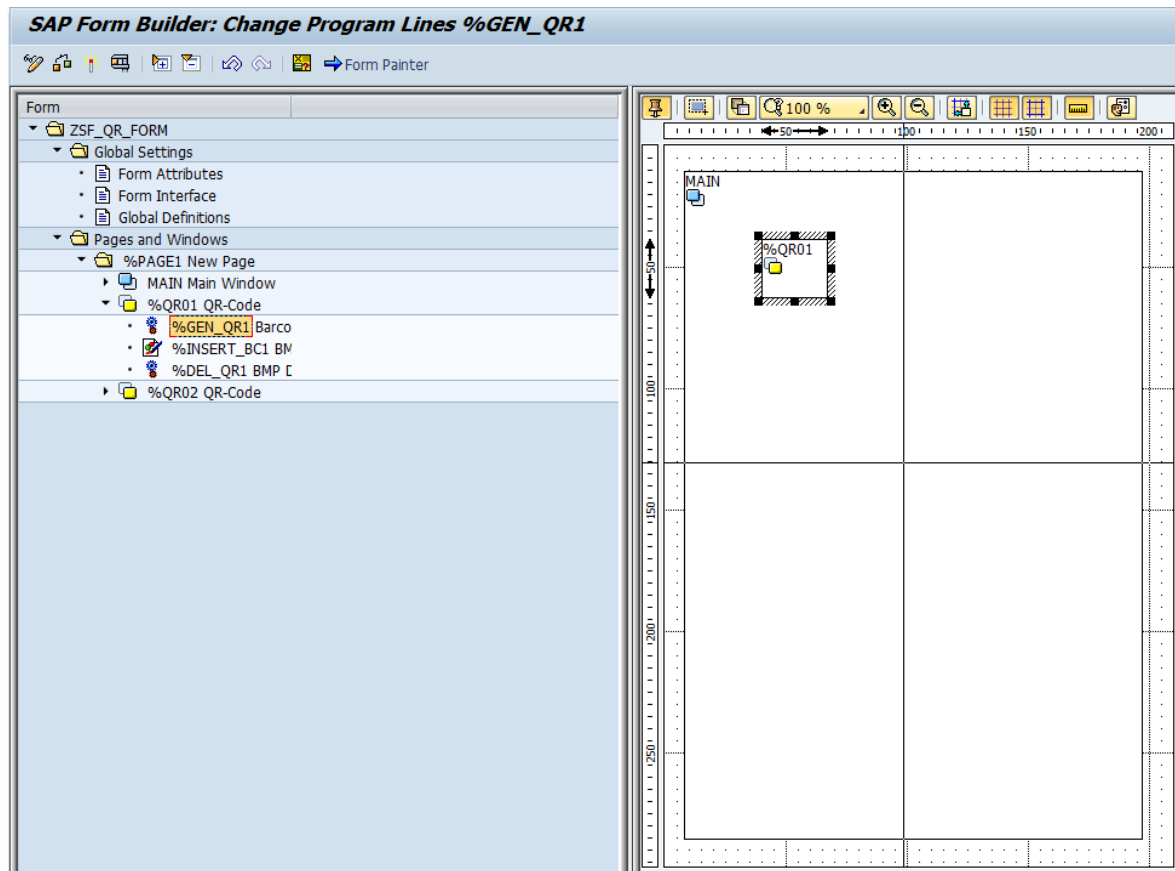 SAP Form Builder: Change Program Lines %GEN_QR1
Form Painter
Form
ZSF_QR_FORM
Global Settings
Form Attributes
Form Interface
Global Definitions
Pages and Windows
%PAGE1 New Page
MAIN Main Window
%QR01 QR-Code
%GEN_QR1 Barco
%INSERT_BC1 BM
%DEL_QR1 BMP D
%QR02 QR-Code
100 %
50 100 150 200
MAIN
%QR01
50
100
150
200
250